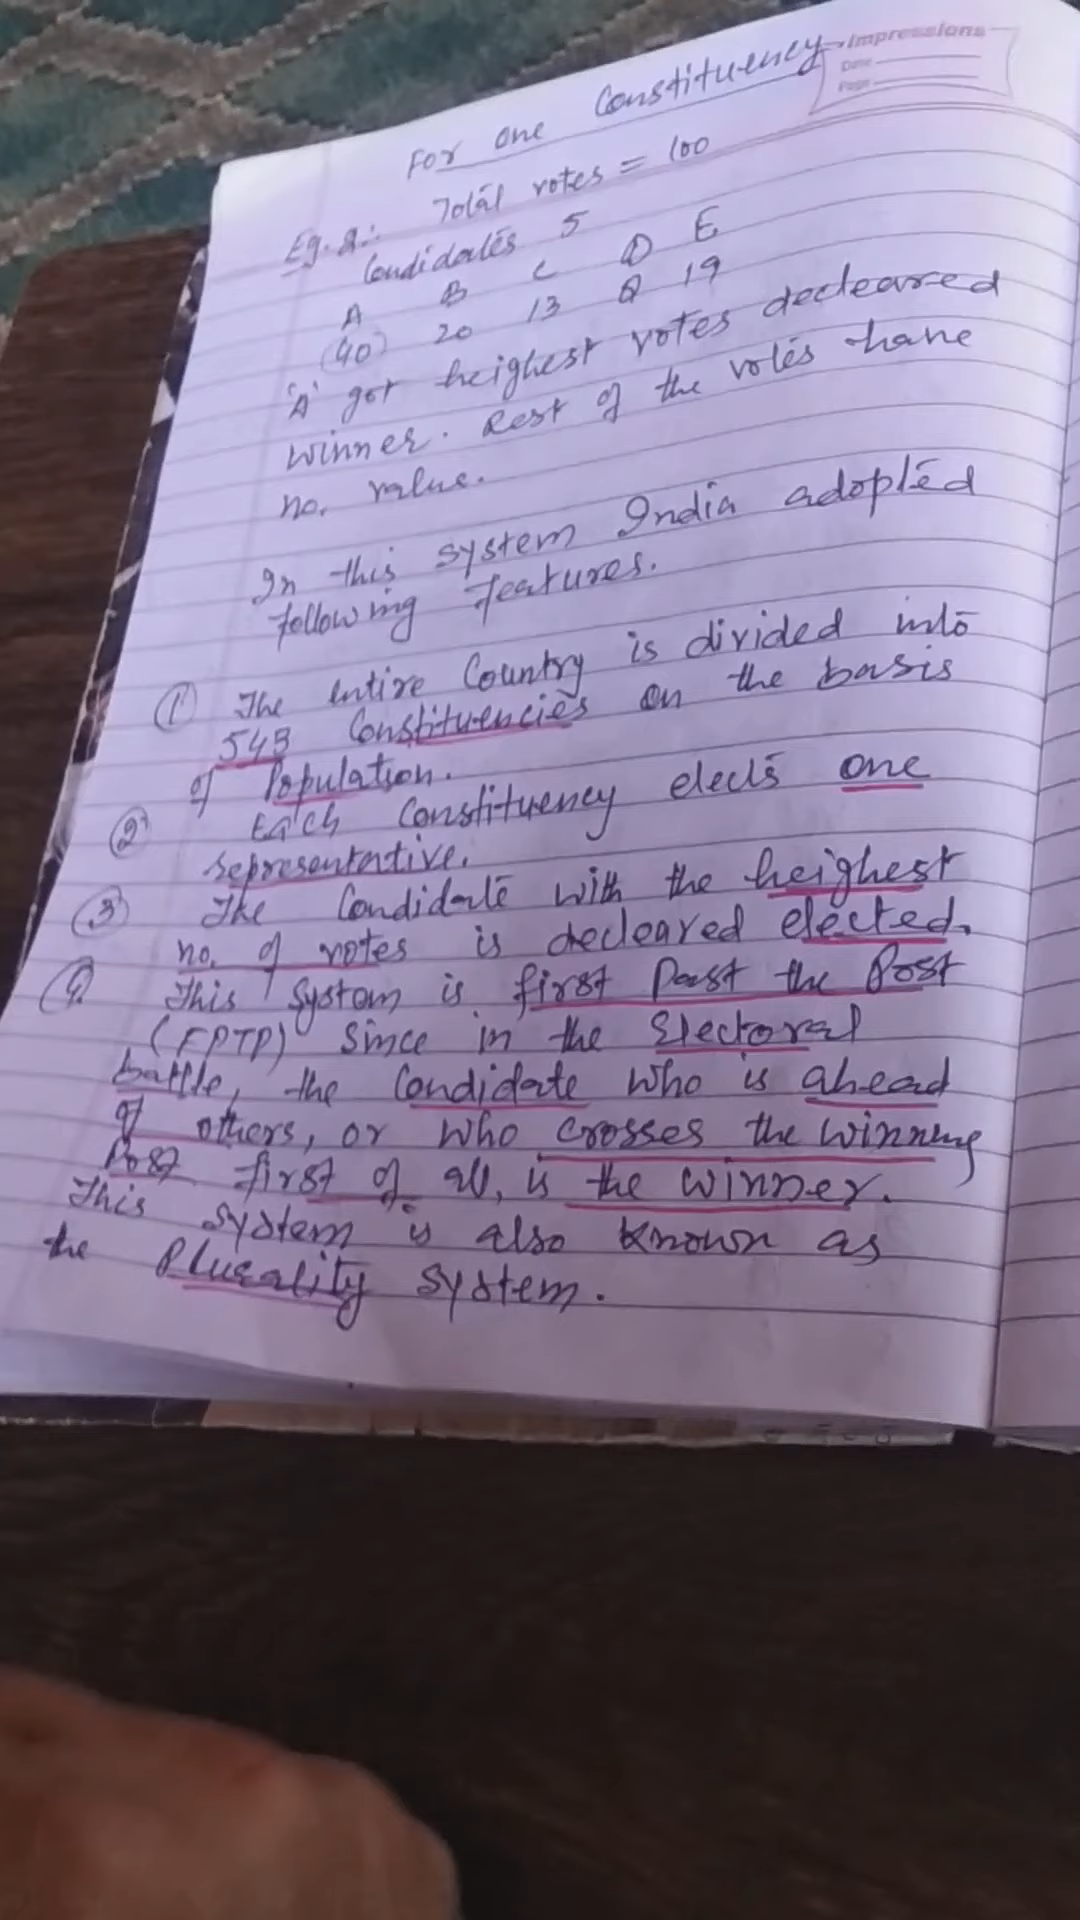 Impressions
Date
Page
For one Constituency
Eg. 2:. Total votes = 100
Candidates 5
A B C D E
(40) 20 13 8 19
'A' got heighest votes decleared
winner. Rest of the votes have
no. value.
In this system India adopted
following features.
① The entire Country is divided into
543 Constituencies on the basis
of Population.
② Each Constituency elects one
representative.
③ The Candidate with the heighest
no. of votes is decleared elected.
④ This system is first Past the Post
(FPTP) Since in the Electoral
battle, the Candidate who is ahead
of others, or who crosses the winning
Post first of all, is the winner.
This system is also known as
the Plurality system.